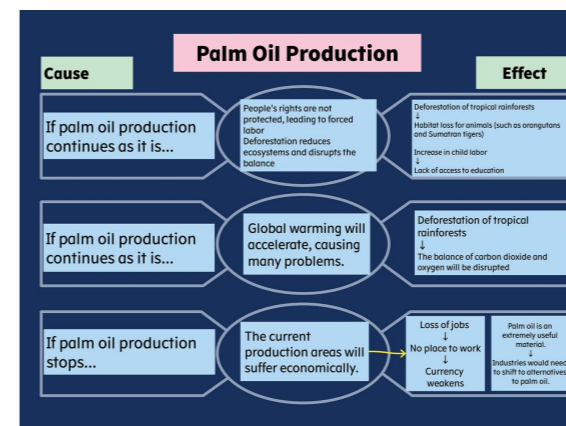 Palm Oil Production
Cause
Effect
If palm oil production
continues as it is...
People's rights are not
protected, leading to forced
labor
Deforestation reduces
ecosystems and disrupts the
balance
Deforestation of tropical rainforests
↓
Habitat loss for animals (such as orangutans
and Sumatran tigers)
Increase in child labor
↓
Lack of access to education
If palm oil production
continues as it is...
Global warming will
accelerate, causing
many problems.
Deforestation of tropical
rainforests
↓
The balance of carbon dioxide and
oxygen will be disrupted
If palm oil production
stops...
The current
production areas will
suffer economically.
Loss of jobs
↓
No place to work
↓
Currency
weakens
Palm oil is an
extremely useful
material.
↓
Industries would need
to shift to alternatives
to palm oil.